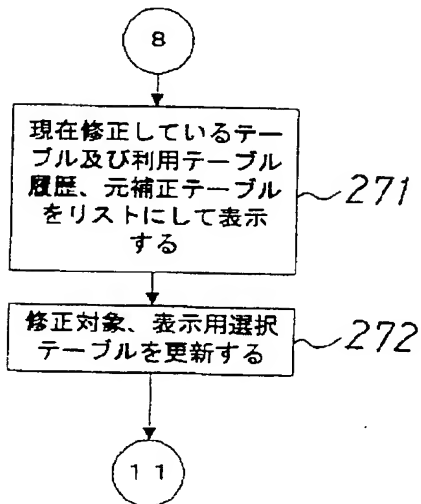 8
現在修正しているテー
ブル及び利用テーブル
履歴、元補正テーブル
をリストにして表示
する
271
修正対象、表示用選択
テーブルを更新する
272
11